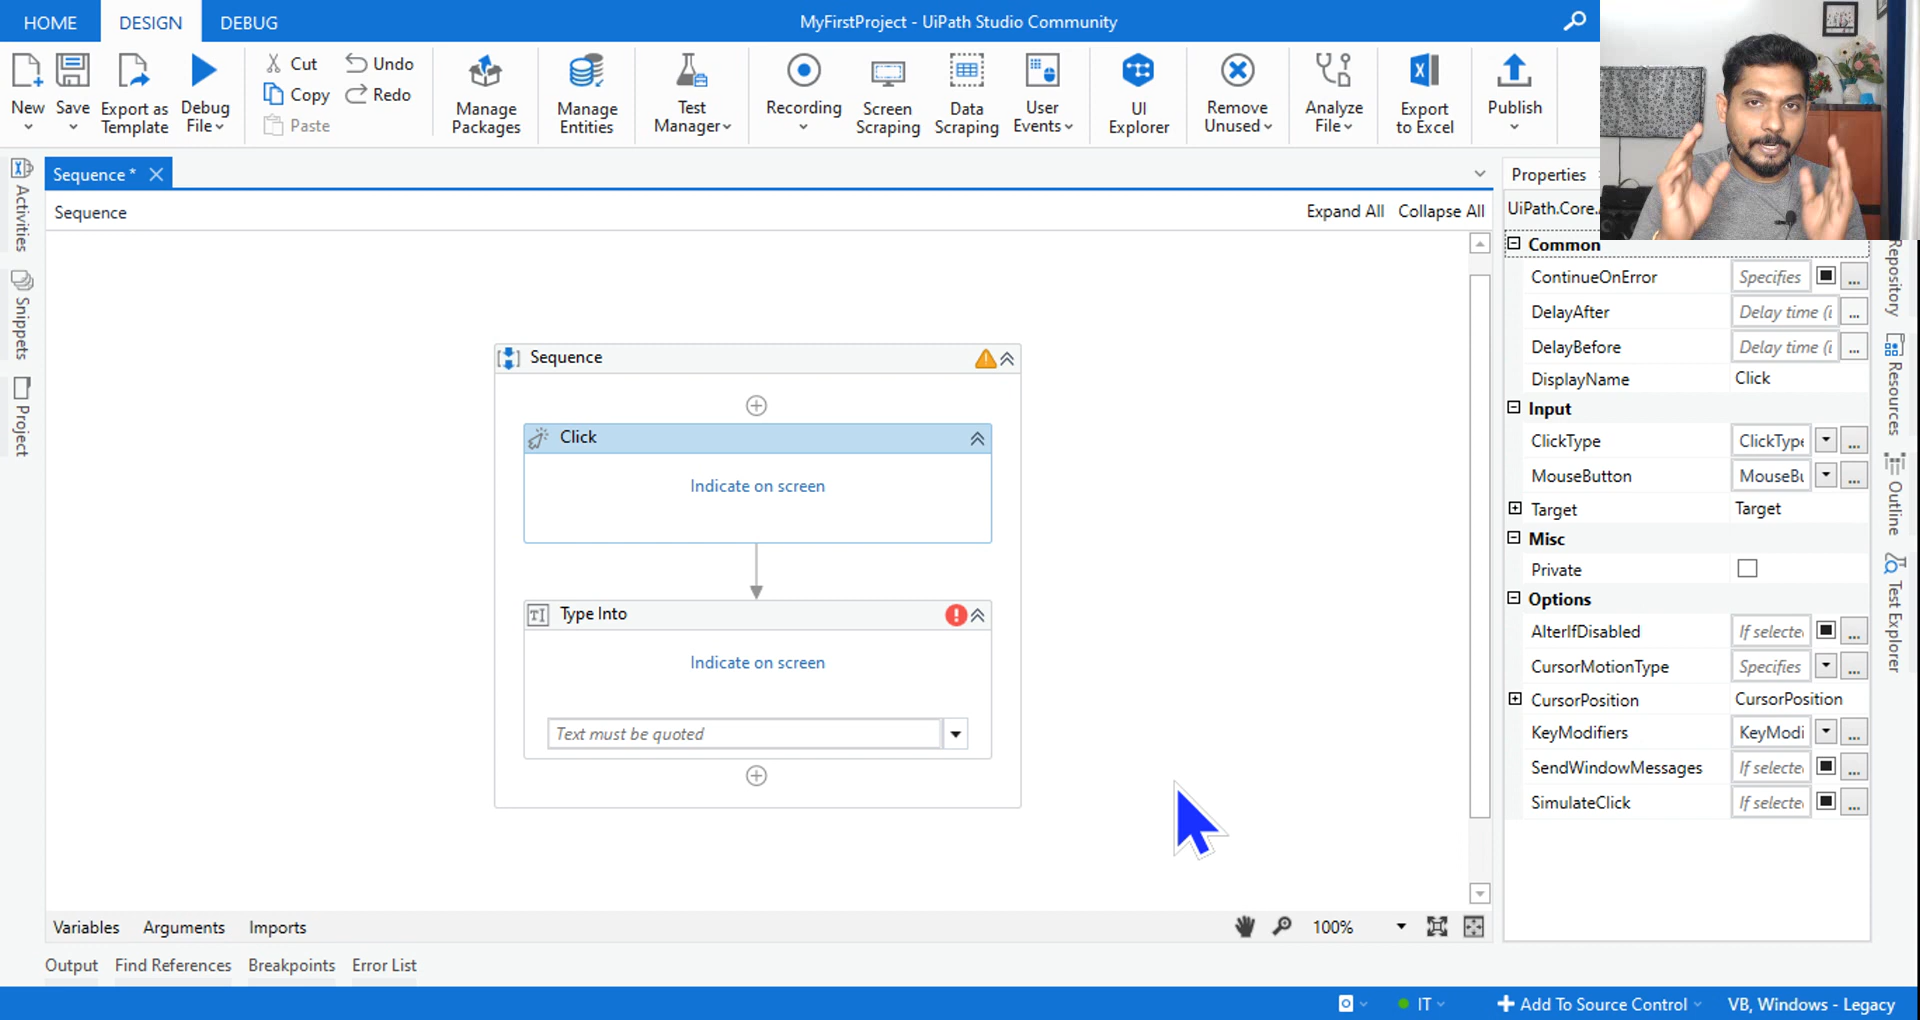 HOME DESIGN DEBUG
MyFirstProject - UiPath Studio Community
New
Save
Export as
Template
Debug
File
Cut
Copy
Paste
Undo
Redo
Manage
Packages
Manage
Entities
Test
Manager
Recording
Screen
Scraping
Data
Scraping
User
Events
UI
Explorer
Remove
Unused
Analyze
File
Export
to Excel
Publish
Activities
Snippets
Project
Sequence *
Sequence
Expand All Collapse All
Sequence
Click
Indicate on screen
Type Into
Indicate on screen
Text must be quoted
Properties
UiPath.Core.
Common
ContinueOnError Specifies ...
DelayAfter Delay time (i ...
DelayBefore Delay time (i ...
DisplayName Click
Input
ClickType ClickType ...
MouseButton MouseBu ...
Target Target
Misc
Private
Options
AlterIfDisabled If selecte ...
CursorMotionType Specifies ...
CursorPosition CursorPosition
KeyModifiers KeyModi ...
SendWindowMessages If selecte ...
SimulateClick If selecte ...
Repository
Resources
Outline
Test Explorer
Variables Arguments Imports
100%
Output Find References Breakpoints Error List
IT
Add To Source Control
VB, Windows - Legacy